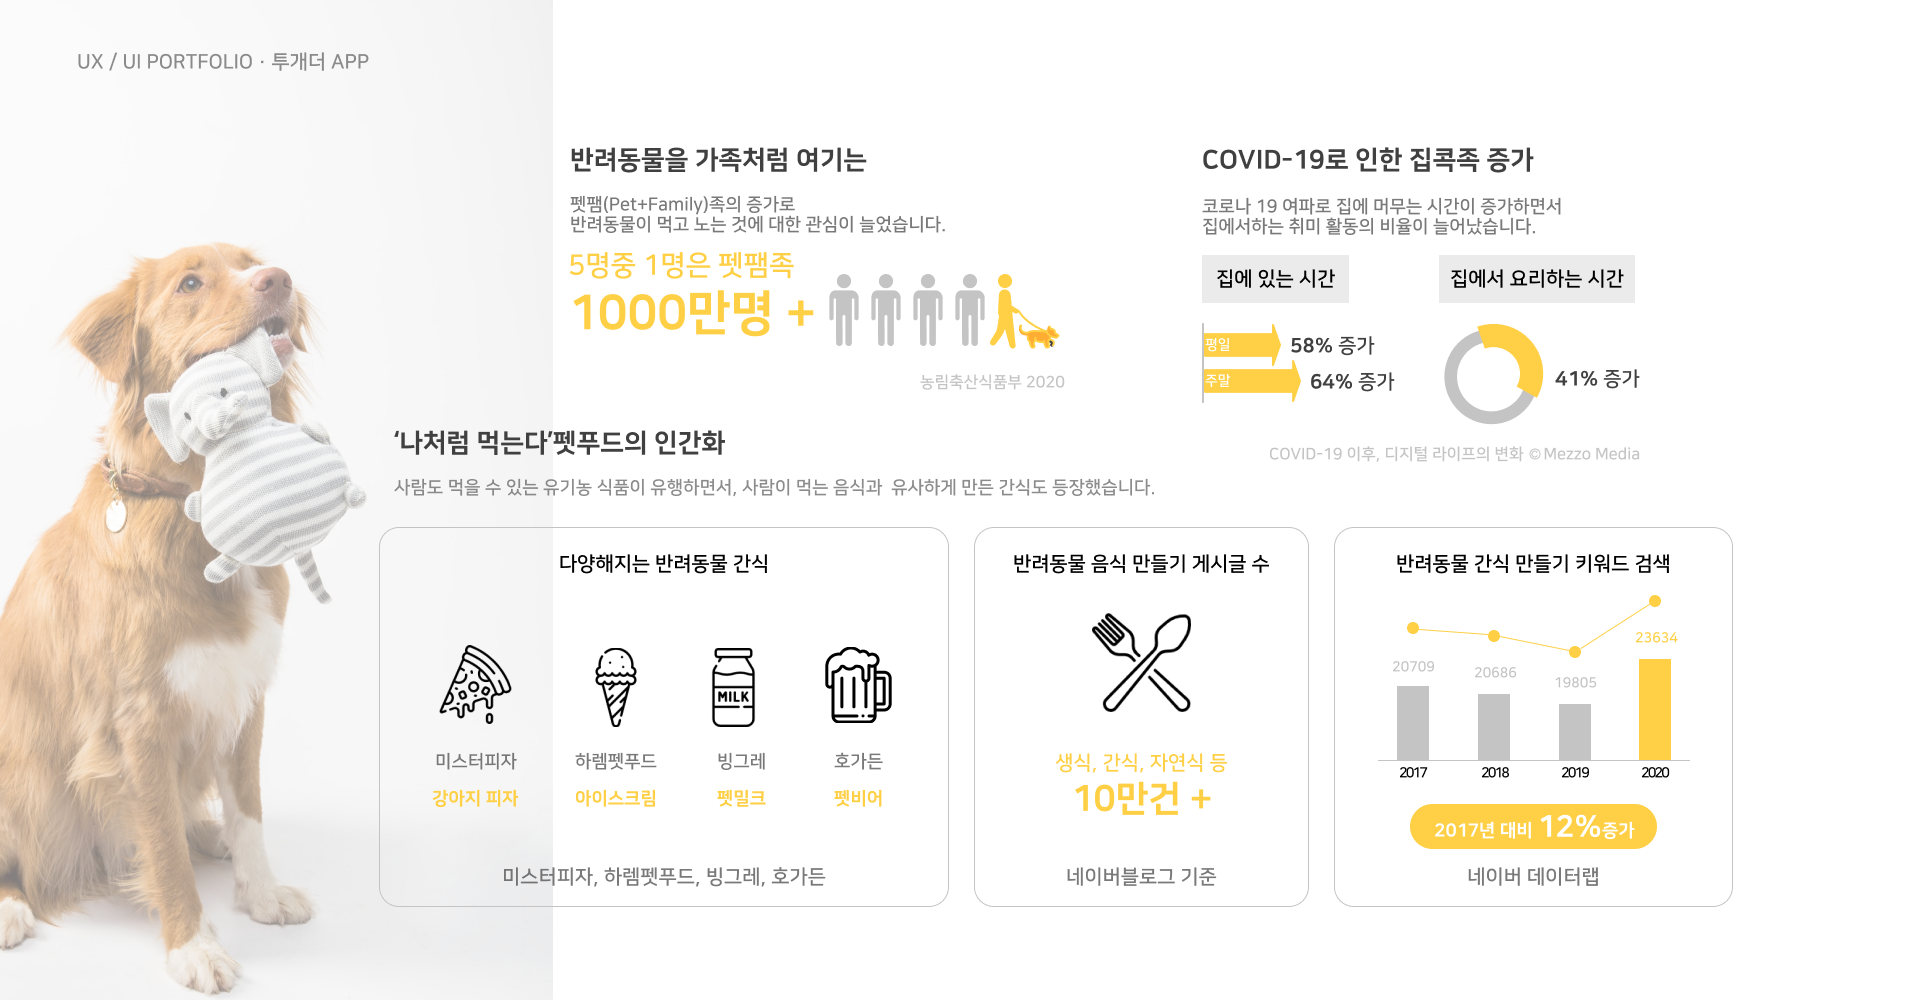 UX / UI PORTFOLIO · 투개더 APP
반려동물을 가족처럼 여기는
펫팸(Pet+Family)족의 증가로
반려동물이 먹고 노는 것에 대한 관심이 늘었습니다.
5명중 1명은 펫팸족
1000만명 +
농림축산식품부 2020
COVID-19로 인한 집콕족 증가
코로나 19 여파로 집에 머무는 시간이 증가하면서
집에서하는 취미 활동의 비율이 늘어났습니다.
집에 있는 시간
평일
58% 증가
주말
64% 증가
집에서 요리하는 시간
41% 증가
COVID-19 이후, 디지털 라이프의 변화 © Mezzo Media
‘나처럼 먹는다’펫푸드의 인간화
사람도 먹을 수 있는 유기농 식품이 유행하면서, 사람이 먹는 음식과 유사하게 만든 간식도 등장했습니다.
다양해지는 반려동물 간식
MILK
미스터피자 하렘펫푸드 빙그레 호가든
강아지 피자 아이스크림 펫밀크 펫비어
미스터피자, 하렘펫푸드, 빙그레, 호가든
반려동물 음식 만들기 게시글 수
생식, 간식, 자연식 등
10만건 +
네이버블로그 기준
반려동물 간식 만들기 키워드 검색
20709 20686 19805 23634
2017 2018 2019 2020
2017년 대비 12%증가
네이버 데이터랩